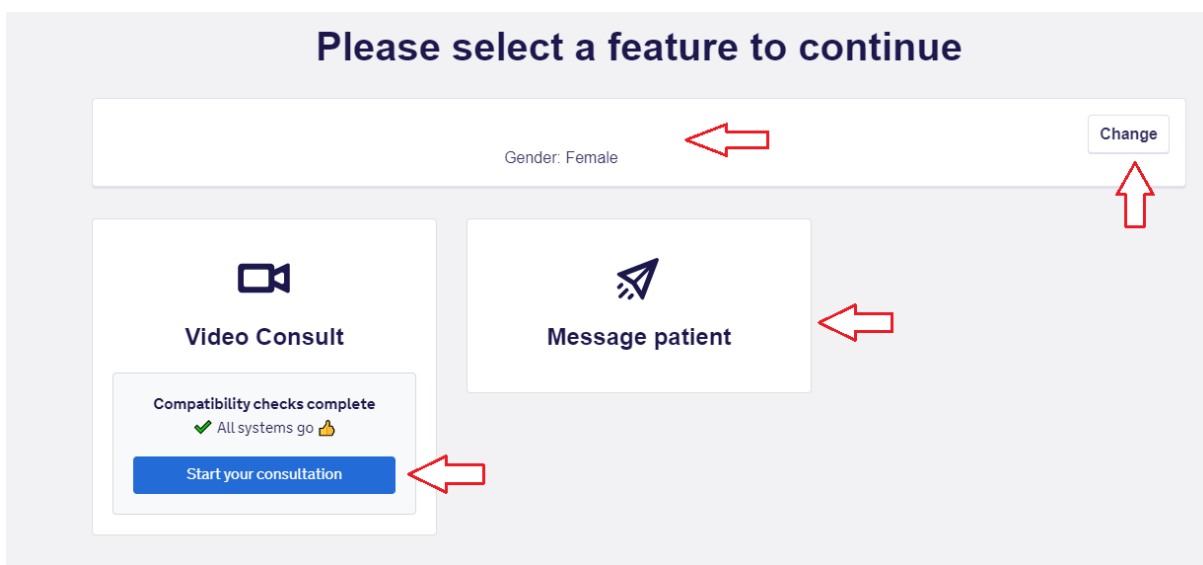 Please select a feature to continue
Change
Gender: Female
Video Consult
Message patient
Compatibility checks complete
All systems go
Start your consultation